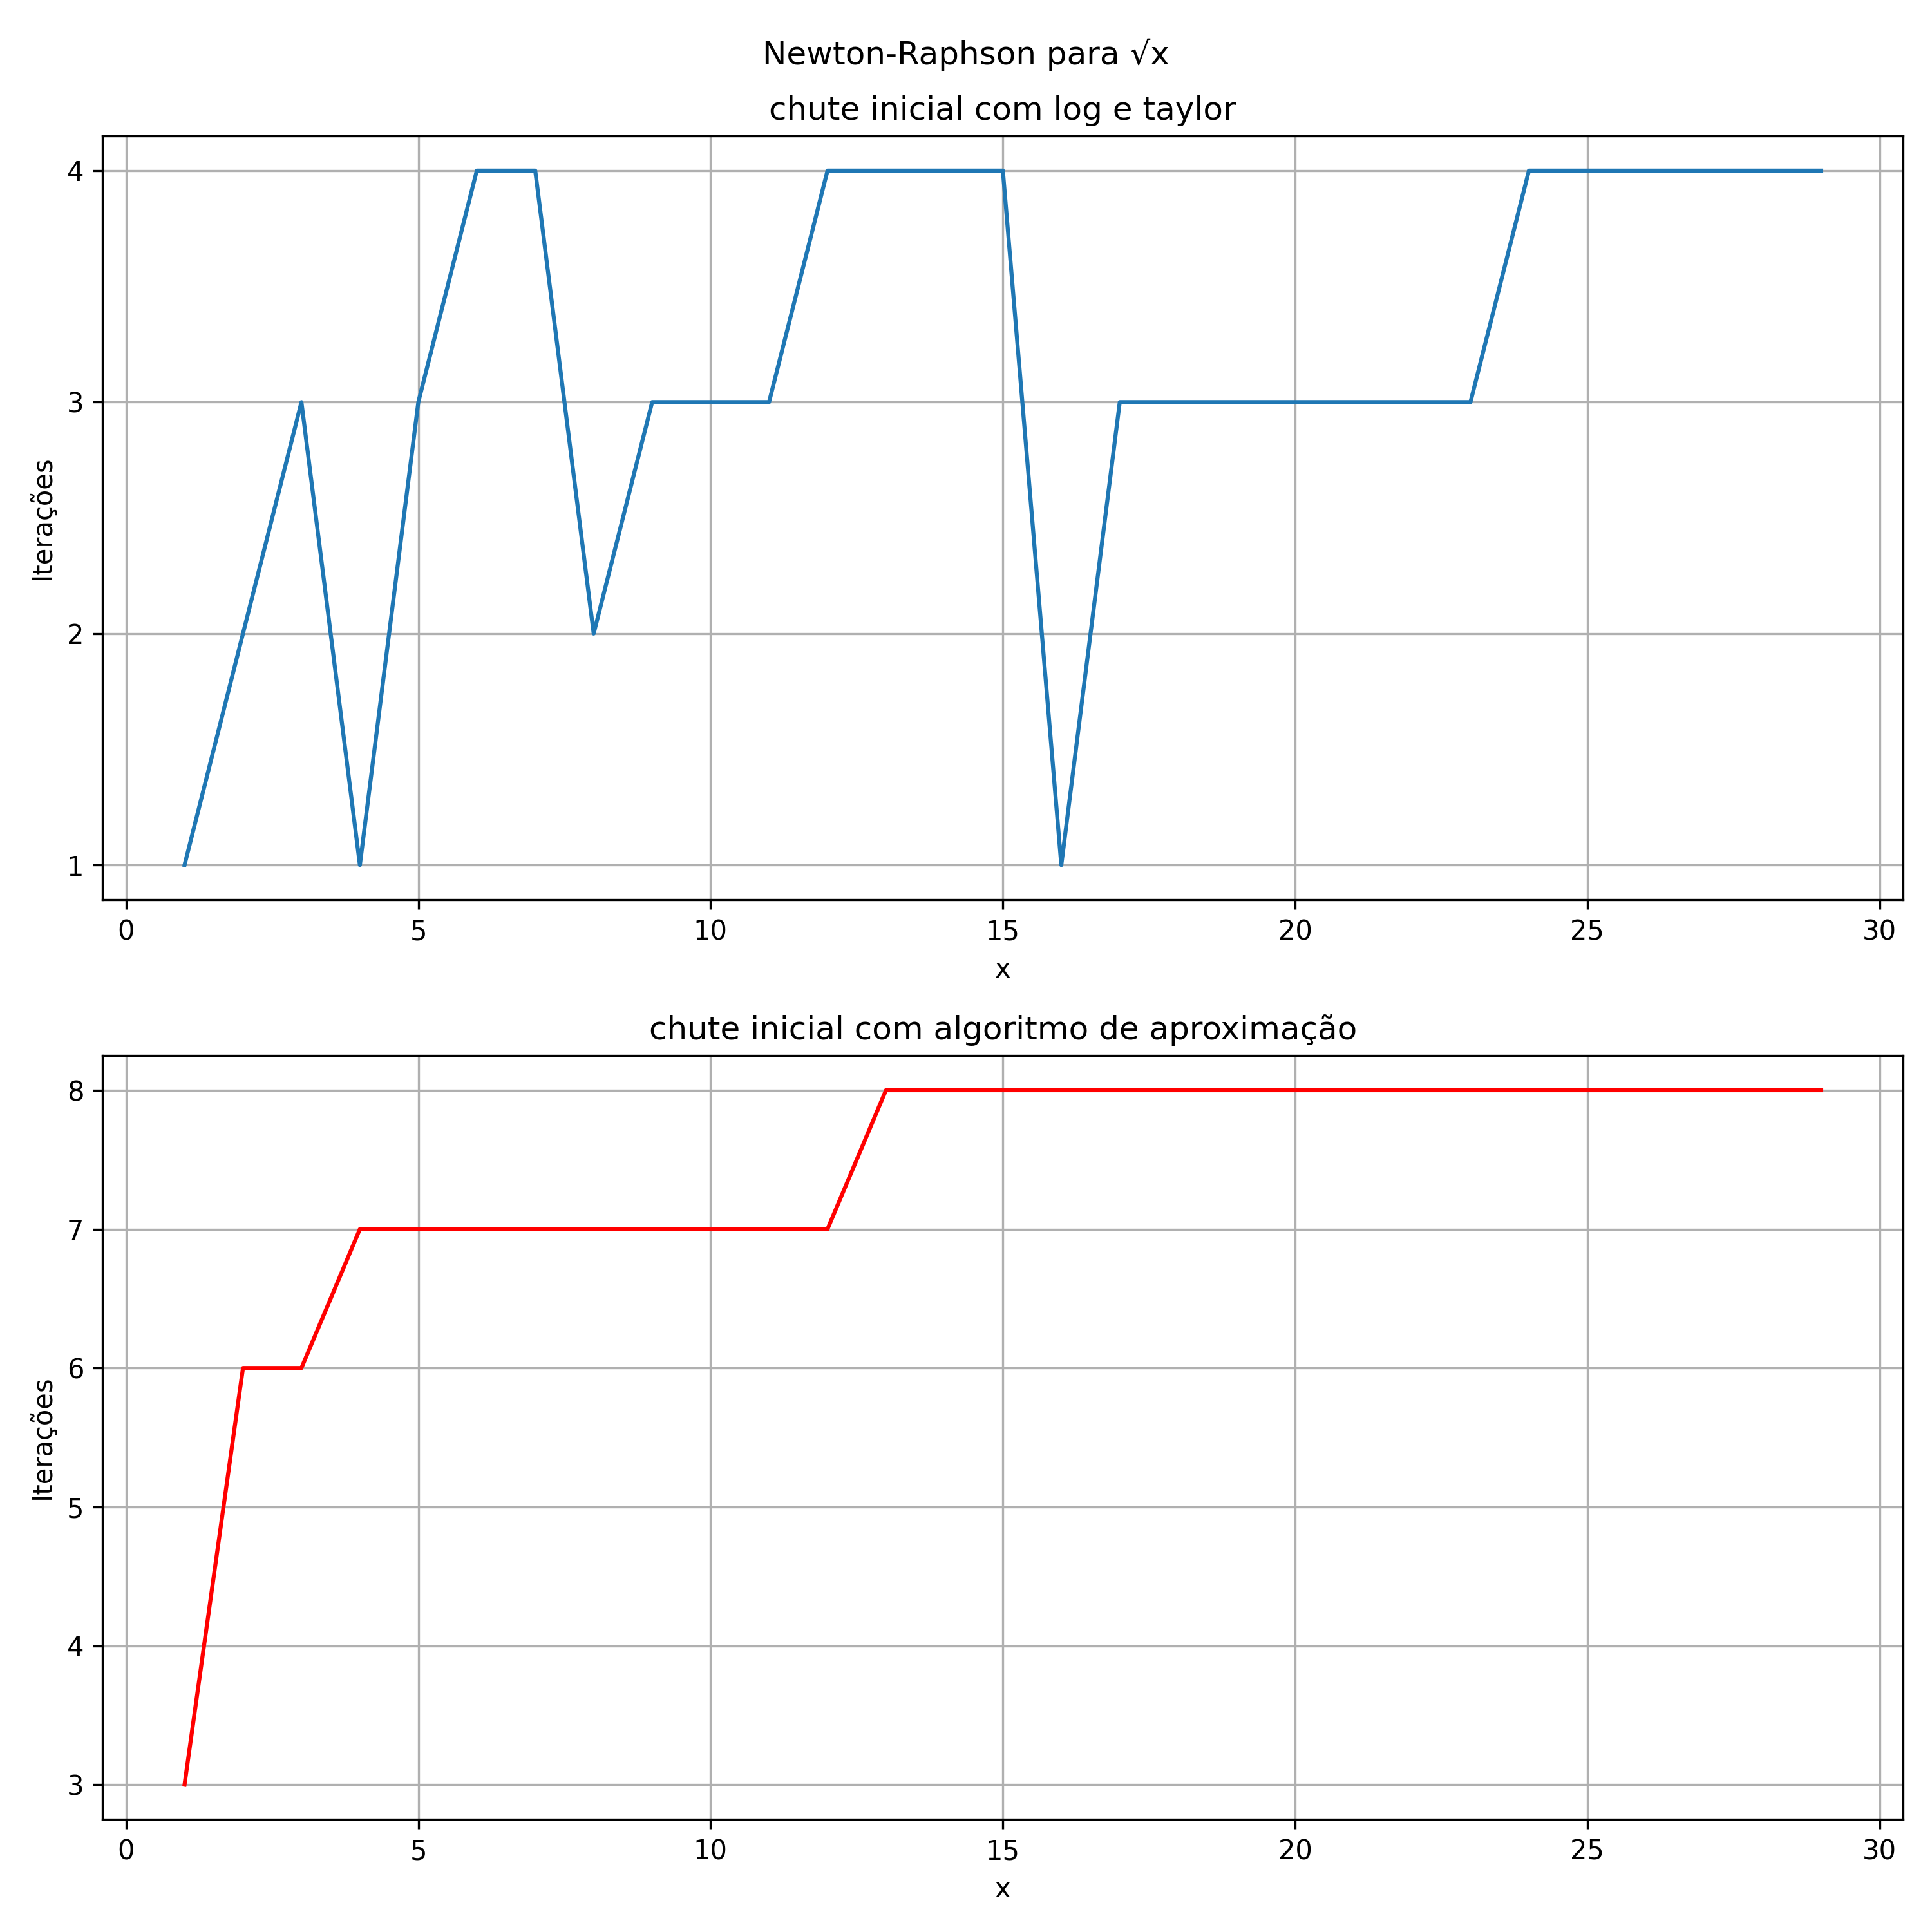 Newton-Raphson para √x
chute inicial com log e taylor
4
3
2
1
Iterações
0 5 10 15 20 25 30
x
chute inicial com algoritmo de aproximação
8
7
6
5
4
3
Iterações
0 5 10 15 20 25 30
x